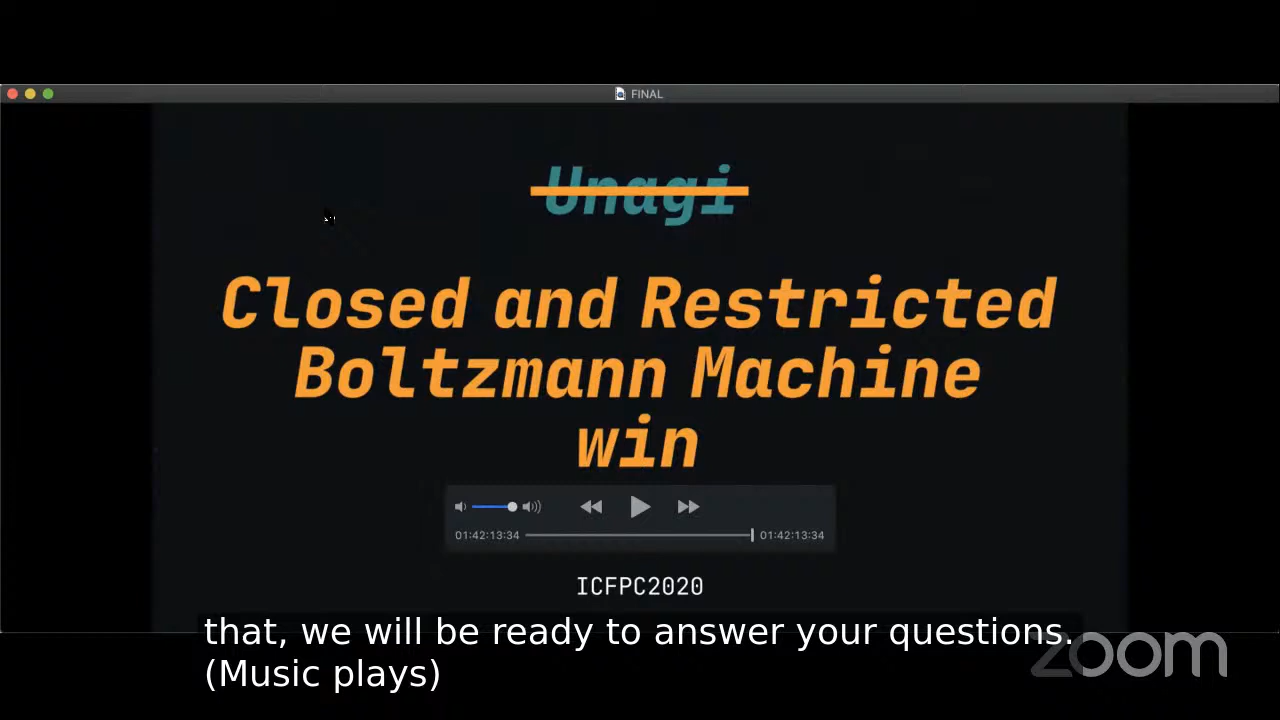 FINAL
Unagi
Closed and Restricted
Boltzmann Machine
win
01:42:13:34 01:42:13:34
ICFPC2020
that, we will be ready to answer your questions.
(Music plays)
zoom